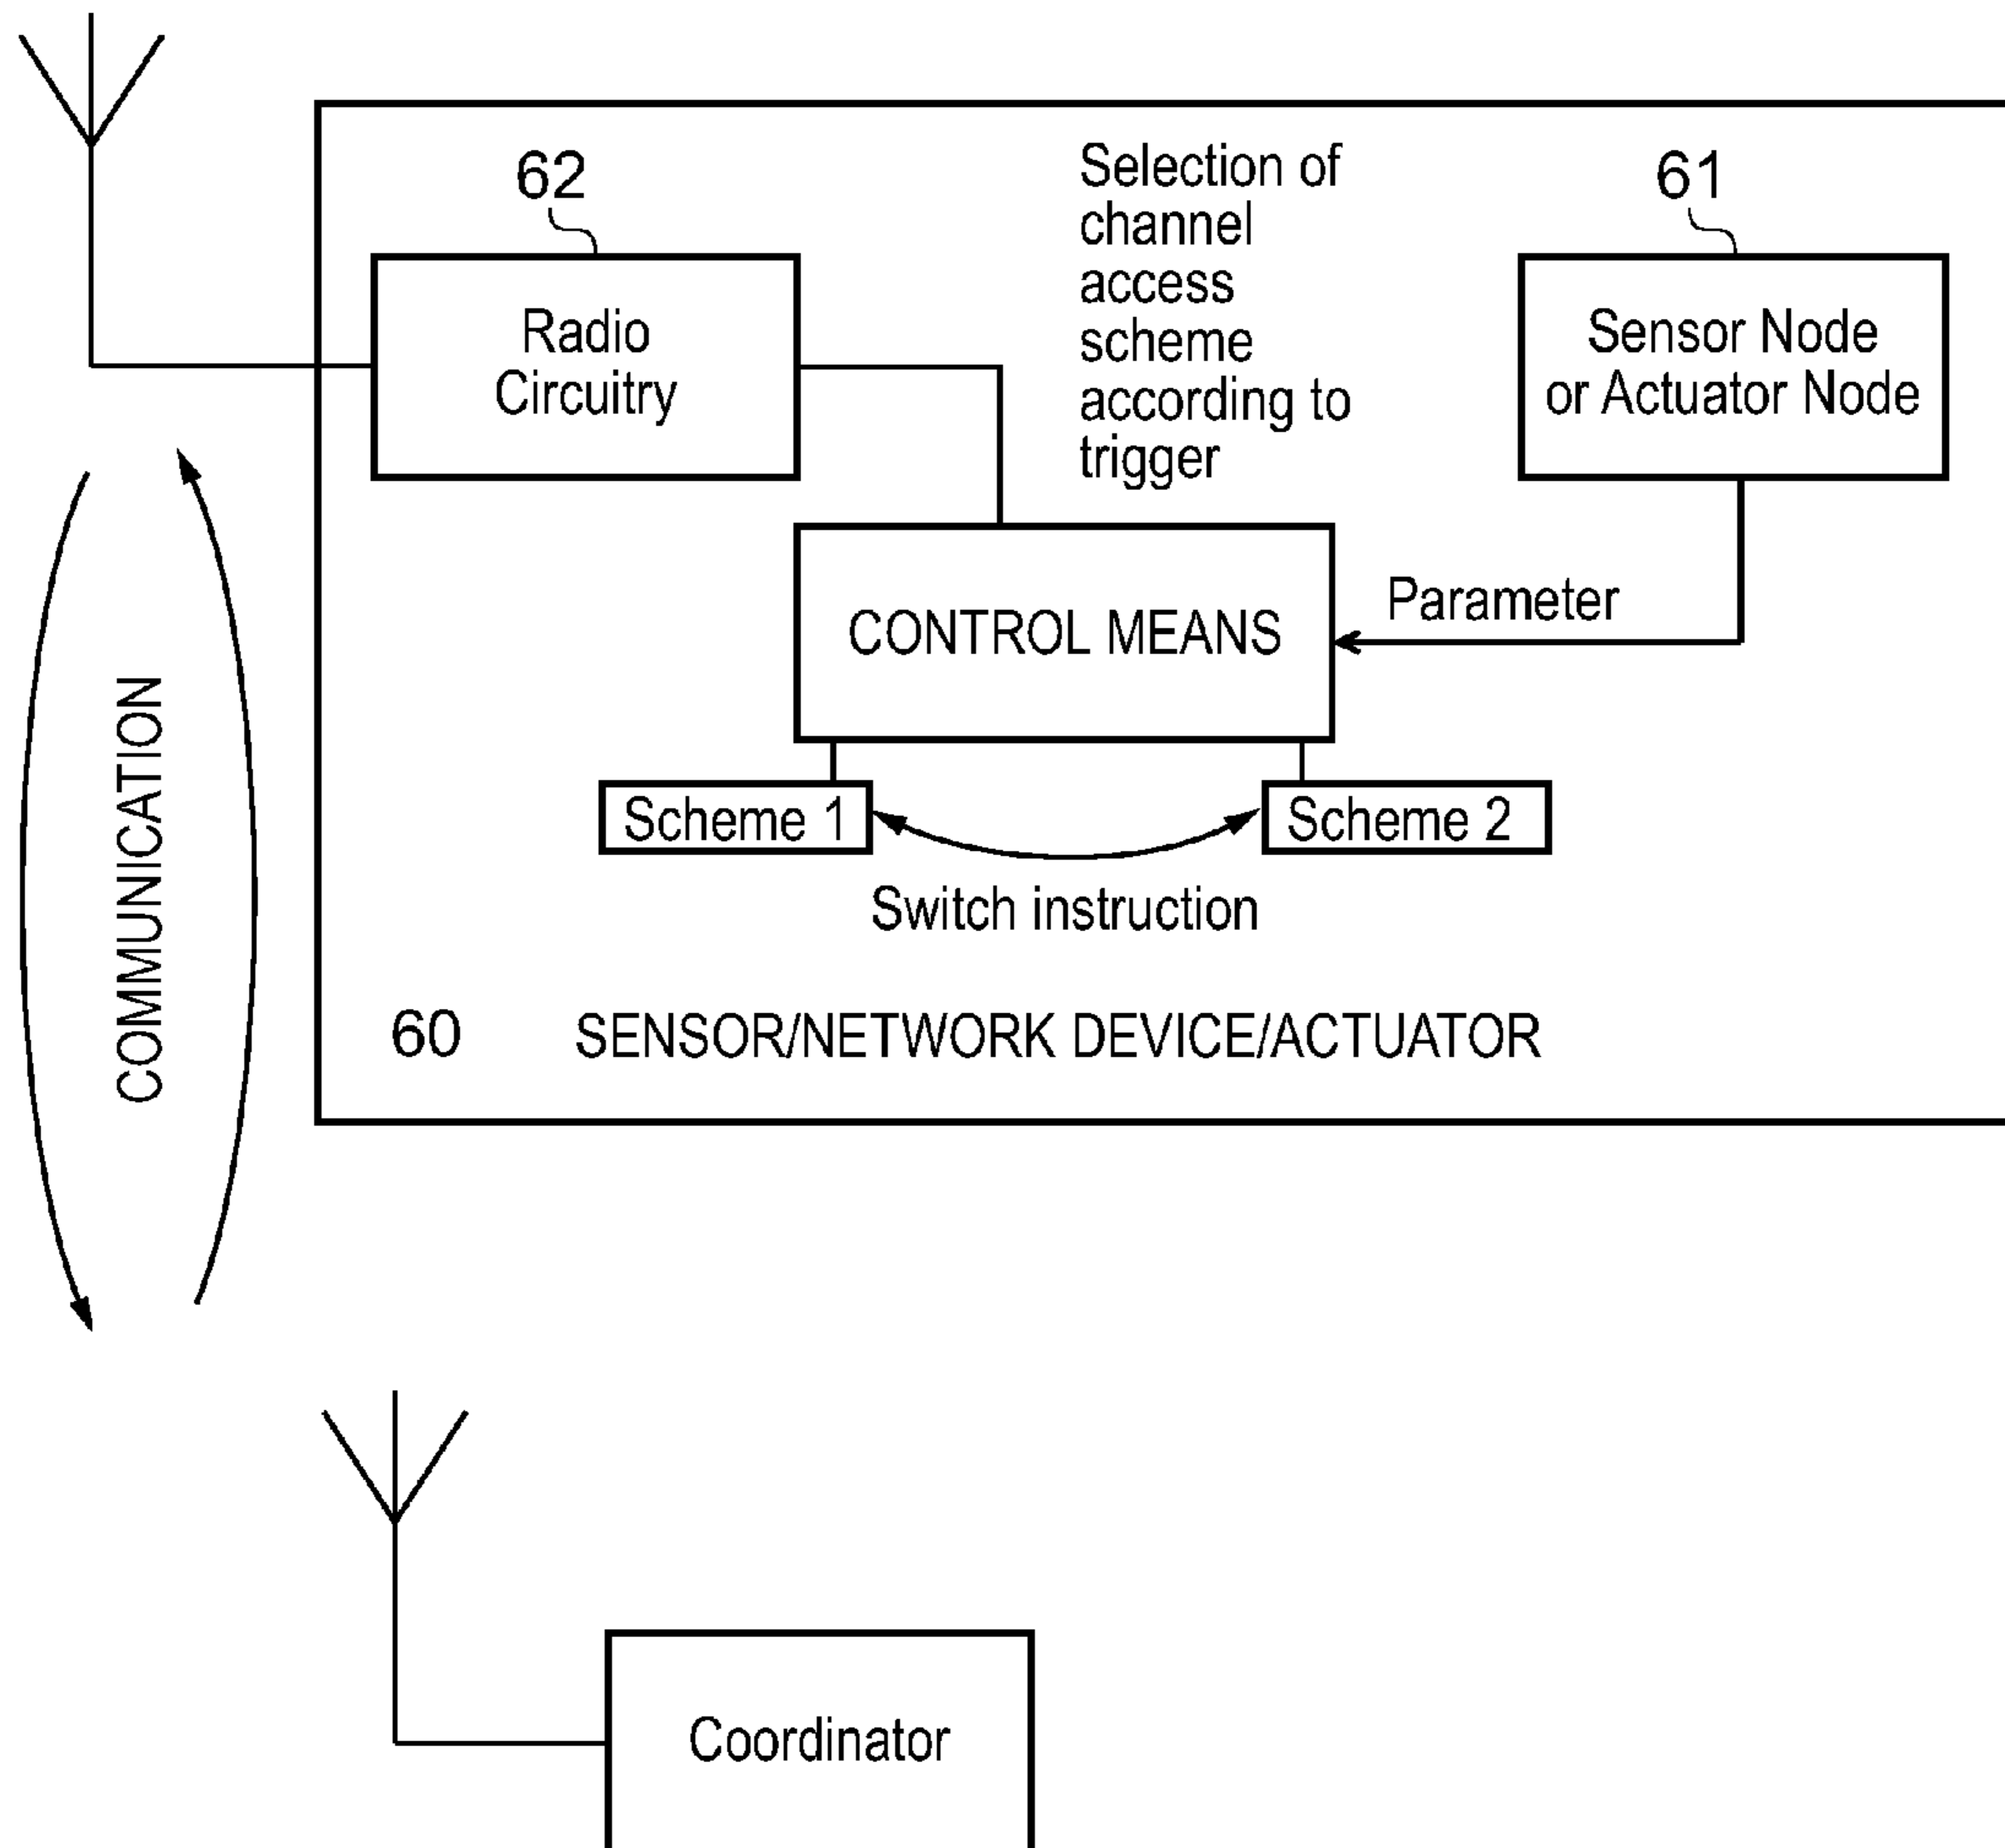 62
Selection of
channel
access
scheme
according to
trigger
61
Radio
Circuitry
Sensor Node
or Actuator Node
CONTROL MEANS
Parameter
Scheme 1
Scheme 2
Switch instruction
60 SENSOR/NETWORK DEVICE/ACTUATOR
COMMUNICATION
Coordinator